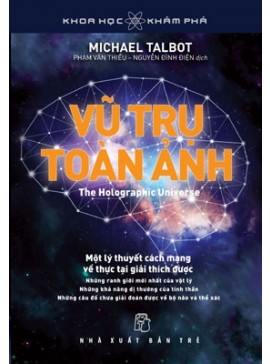 KHOA HỌC KHÁM PHÁ
MICHAEL TALBOT
PHẠM VĂN THIỀU - NGUYỄN ĐÌNH ĐIỆN dịch
VŨ TRỤ
TOÀN ẢNH
The Holographic Universe
Một lý thuyết cách mạng
về thực tại giải thích được
Những ranh giới mới nhất của vật lý
Những khả năng dị thường của tinh thần
Những câu đố chưa giải đoán được về bộ não và thể xác
NHÀ XUẤT BẢN TRẺ